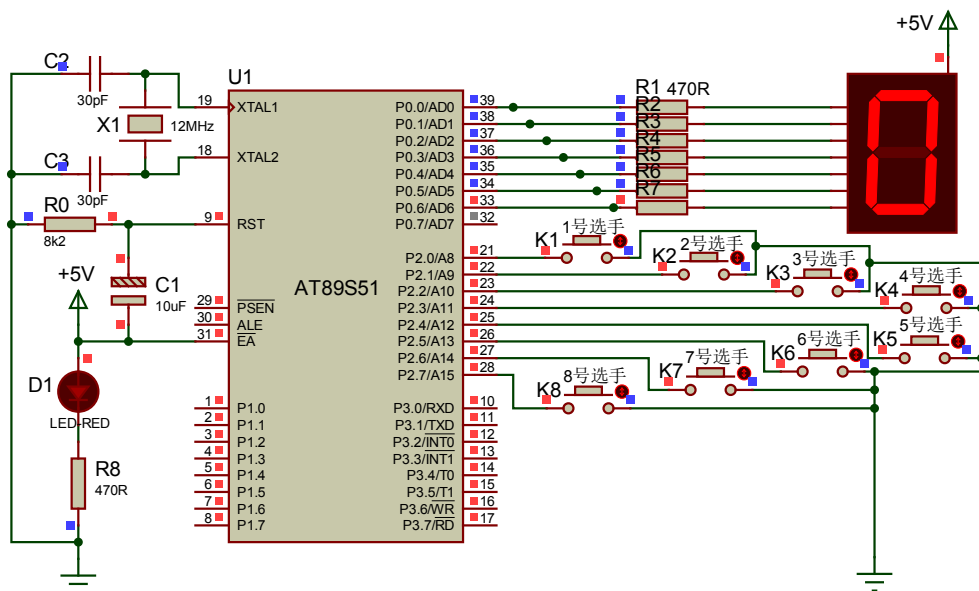 +5V
C2
30pF
X1
12MHz
C3
30pF
R0
8k2
+5V
C1
10uF
D1
LED-RED
R8
470R
U1
AT89S51
19 XTAL1
18 XTAL2
9 RST
29 PSEN
30 ALE
31 EA
1 P1.0
2 P1.1
3 P1.2
4 P1.3
5 P1.4
6 P1.5
7 P1.6
8 P1.7
P0.0/AD0 39
P0.1/AD1 38
P0.2/AD2 37
P0.3/AD3 36
P0.4/AD4 35
P0.5/AD5 34
P0.6/AD6 33
P0.7/AD7 32
P2.0/A8 21
P2.1/A9 22
P2.2/A10 23
P2.3/A11 24
P2.4/A12 25
P2.5/A13 26
P2.6/A14 27
P2.7/A15 28
P3.0/RXD 10
P3.1/TXD 11
P3.2/INT0 12
P3.3/INT1 13
P3.4/T0 14
P3.5/T1 15
P3.6/WR 16
P3.7/RD 17
R1 470R
R2
R3
R4
R5
R6
R7
0
K1 1号选手
K2 2号选手
K3 3号选手
K4 4号选手
K5 5号选手
K6 6号选手
K7 7号选手
K8 8号选手